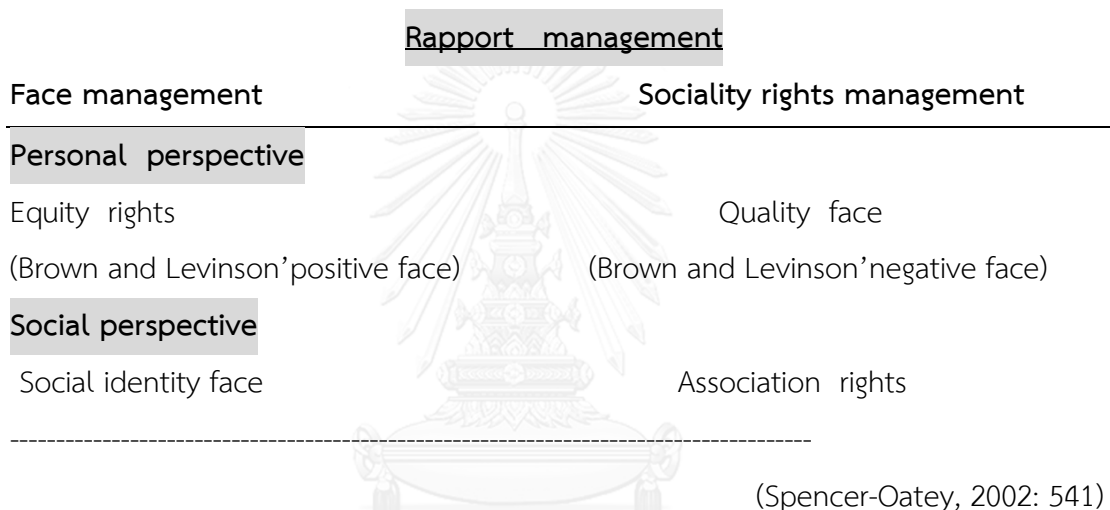 Rapport management
Face management Sociality rights management
Personal perspective
Equity rights Quality face
(Brown and Levinson’positive face) (Brown and Levinson’negative face)
Social perspective
Social identity face Association rights
---------------------------------------------------------------------------------------
(Spencer-Oatey, 2002: 541)